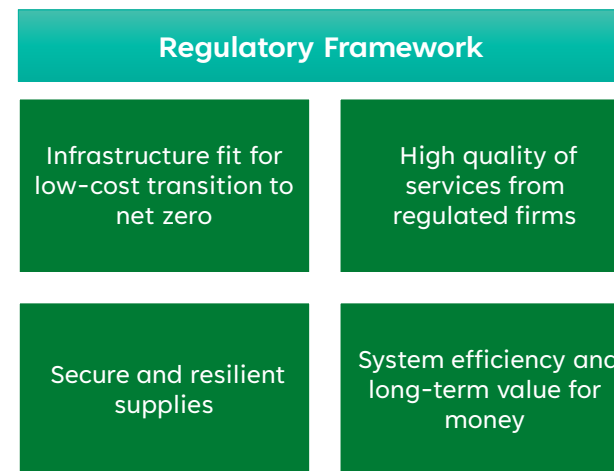 Regulatory Framework
Infrastructure fit for
low-cost transition to
net zero
High quality of
services from
regulated firms
Secure and resilient
supplies
System efficiency and
long-term value for
money